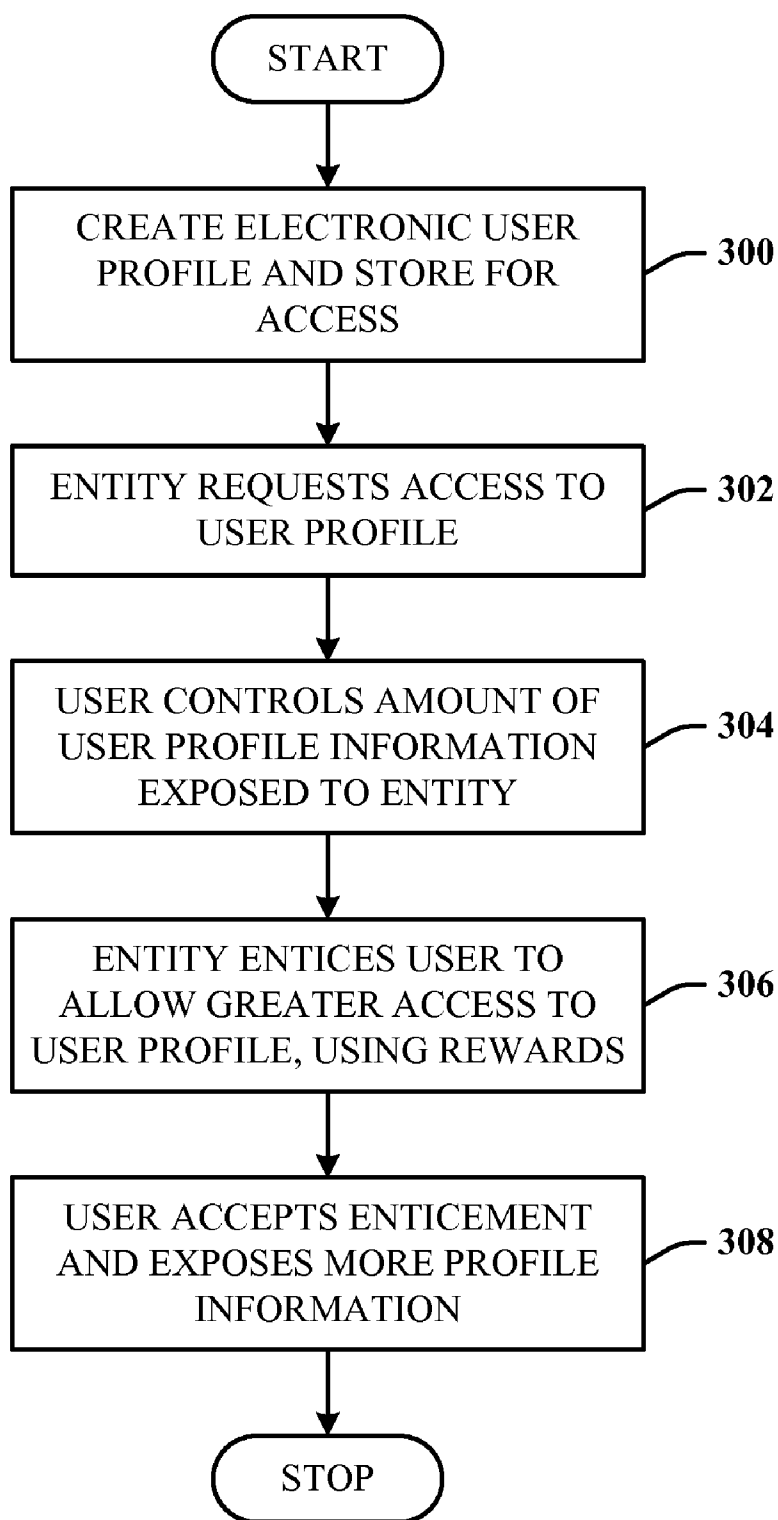 START
CREATE ELECTRONIC USER
PROFILE AND STORE FOR
ACCESS
300
ENTITY REQUESTS ACCESS TO
USER PROFILE
302
USER CONTROLS AMOUNT OF
USER PROFILE INFORMATION
EXPOSED TO ENTITY
304
ENTITY ENTICES USER TO
ALLOW GREATER ACCESS TO
USER PROFILE, USING REWARDS
306
USER ACCEPTS ENTICEMENT
AND EXPOSES MORE PROFILE
INFORMATION
308
STOP